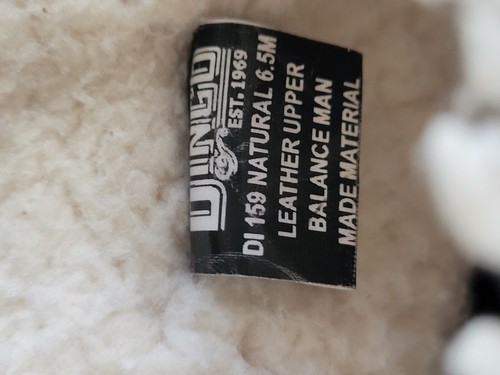 DINGO
EST. 1969
DI 159 NATURAL 6.5M
LEATHER UPPER
BALANCE MAN
MADE MATERIAL